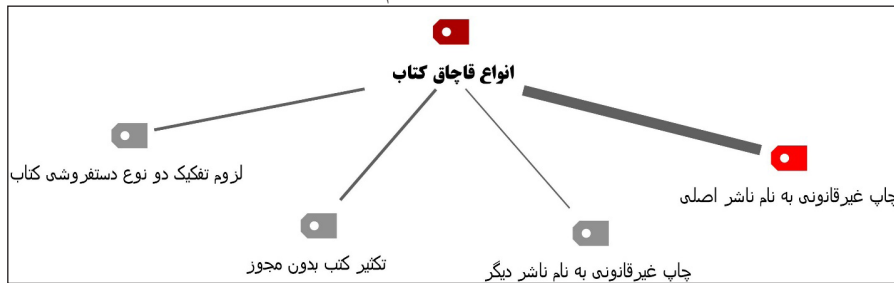 انواع قاچاق کتاب
چاپ غیرقانونی به نام ناشر اصلی
لزوم تفکیک دو نوع دستفروشی کتاب
تکثیر کتب بدون مجوز
چاپ غیرقانونی به نام ناشر دیگر